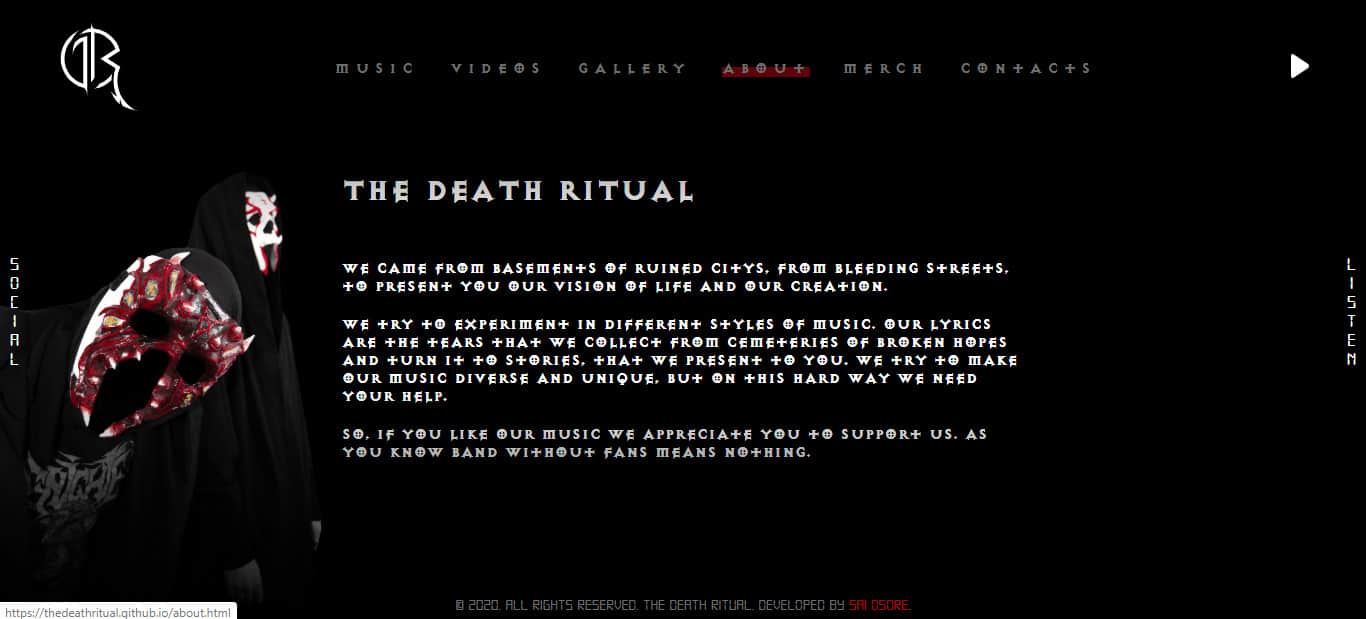 MUSIC VIDEOS GALLERY ABOUT MERCH CONTACTS
THE DEATH RITUAL
SOCIAL
LISTEN
WE CAME FROM BASEMENTS OF RUINED CITYS, FROM BLEEDING STREETS,
TO PRESENT YOU OUR VISION OF LIFE AND OUR CREATION.
WE TRY TO EXPERIMENT IN DIFFERENT STYLES OF MUSIC. OUR LYRICS
ARE THE TEARS THAT WE COLLECT FROM CEMETERIES OF BROKEN HOPES
AND TURN IT TO STORIES, THAT WE PRESENT TO YOU. WE TRY TO MAKE
OUR MUSIC DIVERSE AND UNIQUE, BUT ON THIS HARD WAY WE NEED
YOUR HELP.
SO, IF YOU LIKE OUR MUSIC WE APPRECIATE YOU TO SUPPORT US. AS
YOU KNOW BAND WITHOUT FANS MEANS NOTHING.
© 2020. ALL RIGHTS RESERVED. THE DEATH RITUAL. DEVELOPED BY SAI DSORE.
https://thedeathritual.github.io/about.html